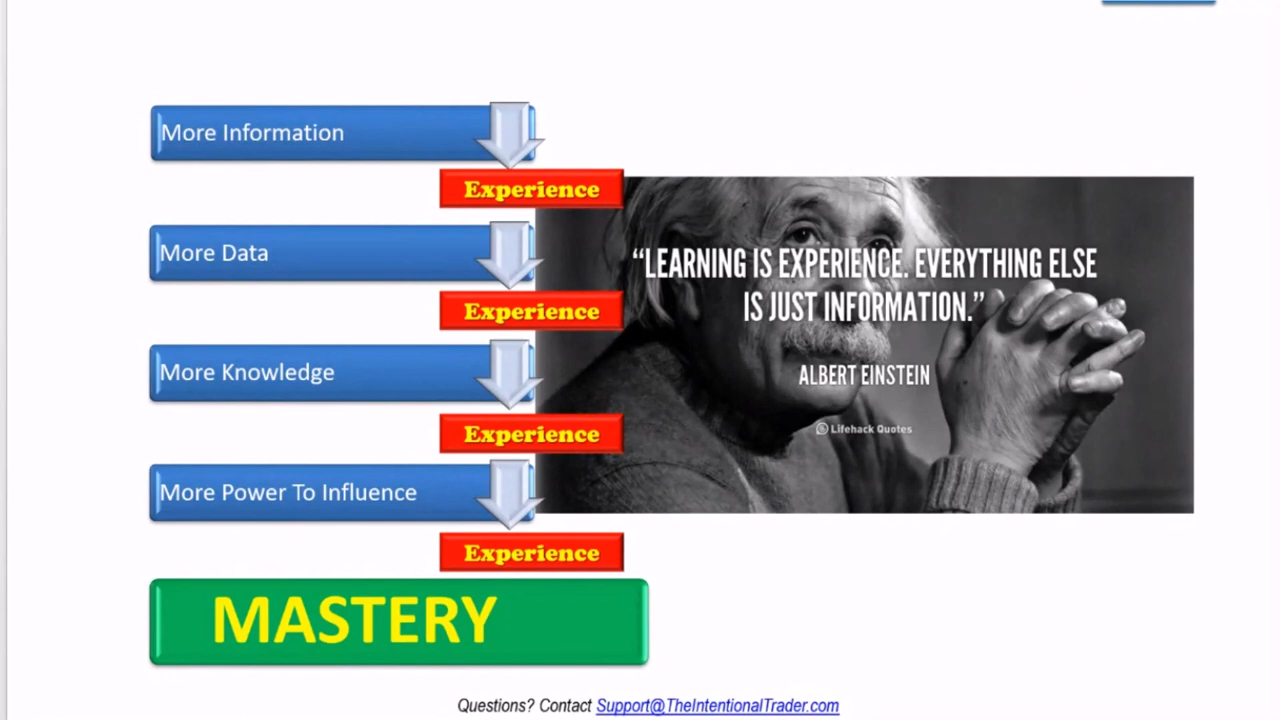 More Information
Experience
More Data
Experience
More Knowledge
Experience
More Power To Influence
Experience
MASTERY
“LEARNING IS EXPERIENCE. EVERYTHING ELSE
IS JUST INFORMATION.”
ALBERT EINSTEIN
Lifehack Quotes
Questions? Contact Support@TheIntentionalTrader.com